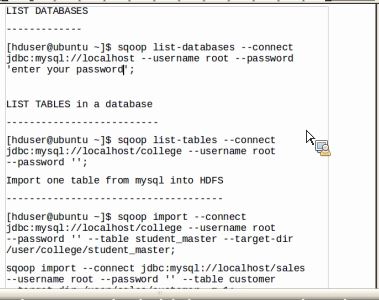 LIST DATABASES
-------------
[hduser@ubuntu ~]$ sqoop list-databases --connect
jdbc:mysql://localhost --username root --password
'enter your password';
LIST TABLES in a database
--------------------------
[hduser@ubuntu ~]$ sqoop list-tables --connect
jdbc:mysql://localhost/college --username root
--password '';
Import one table from mysql into HDFS
-------------------------------------
[hduser@ubuntu ~]$ sqoop import --connect
jdbc:mysql://localhost/college --username root
--password '' --table student_master --target-dir
/user/college/student_master;
sqoop import --connect jdbc:mysql://localhost/sales
--username root --password '' --table customer